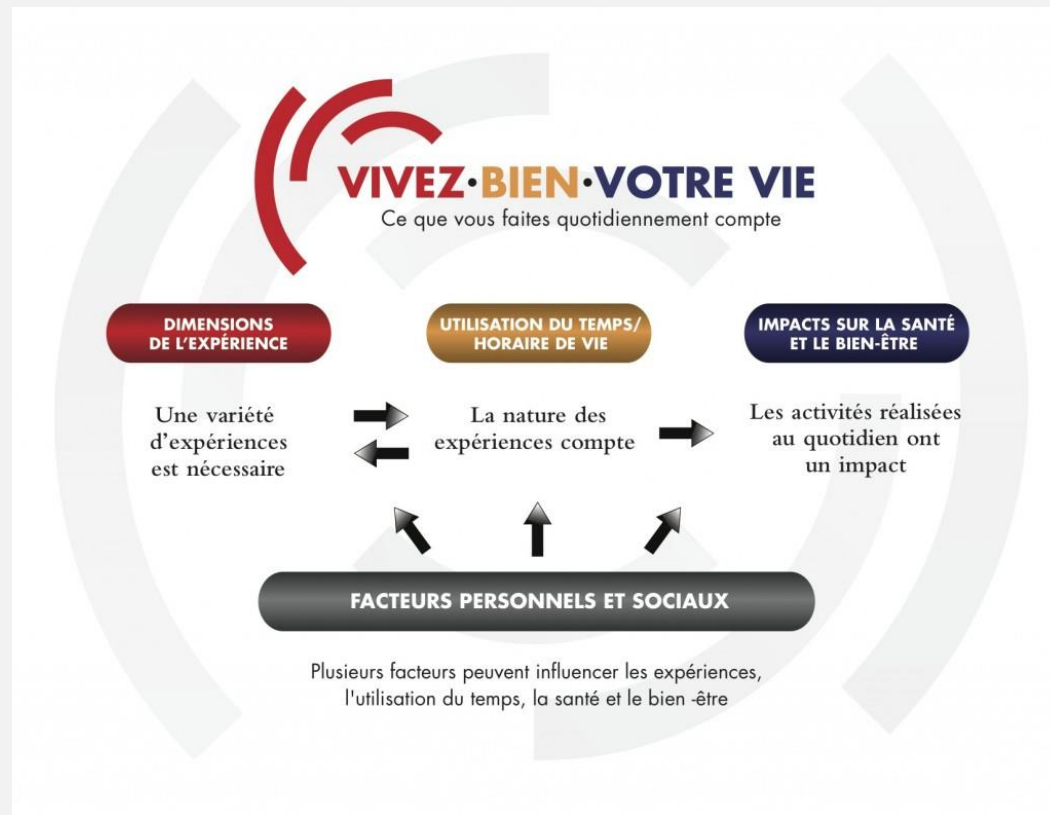 VIVEZ•BIEN•VOTRE VIE
Ce que vous faites quotidiennement compte
DIMENSIONS
DE L'EXPÉRIENCE
Une variété
d'expériences
est nécessaire
UTILISATION DU TEMPS/
HORAIRE DE VIE
La nature des
expériences compte
IMPACTS SUR LA SANTÉ
ET LE BIEN-ÊTRE
Les activités réalisées
au quotidien ont
un impact
FACTEURS PERSONNELS ET SOCIAUX
Plusieurs facteurs peuvent influencer les expériences,
l'utilisation du temps, la santé et le bien -être